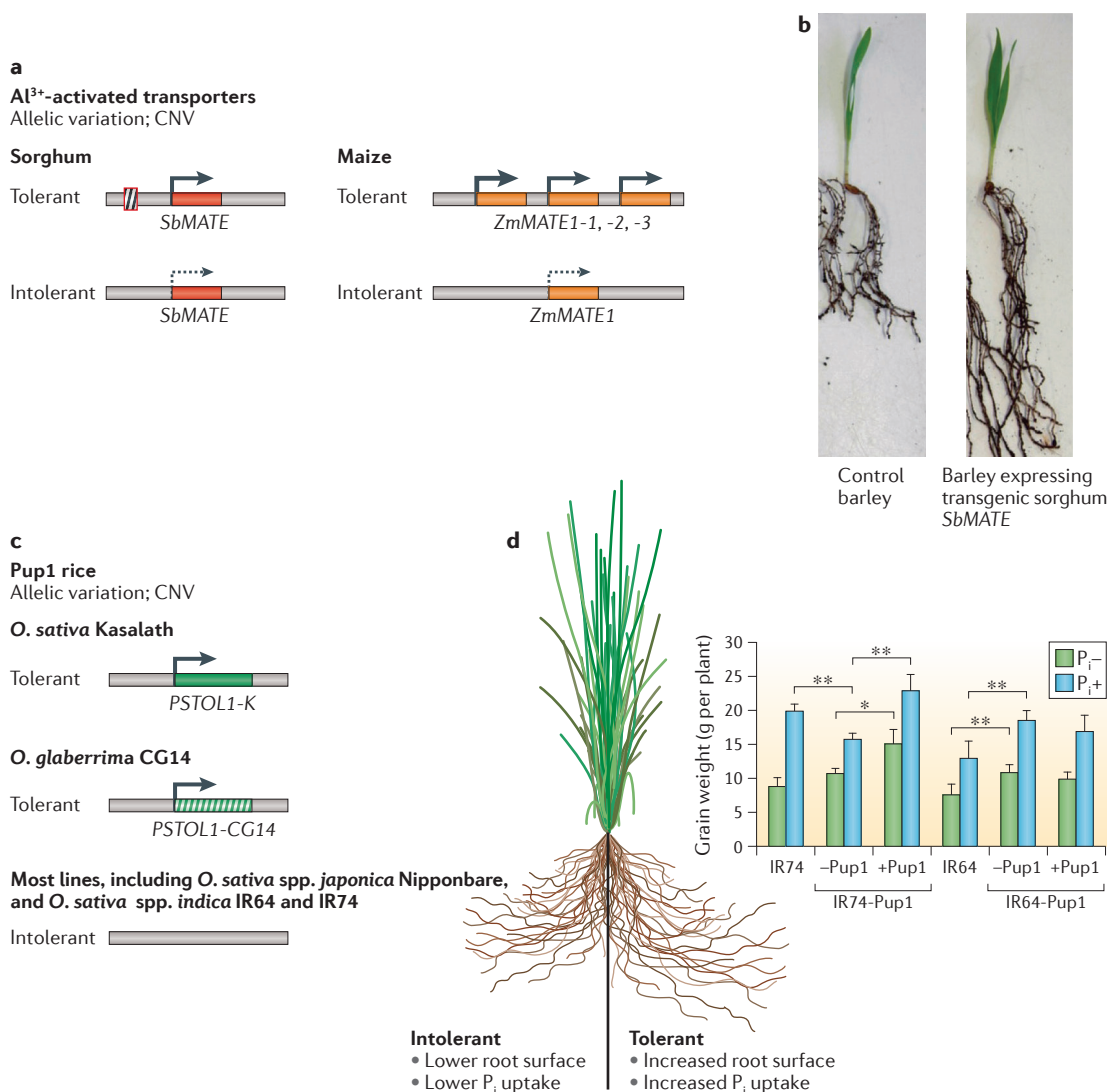 a
Al³⁺-activated transporters
Allelic variation; CNV
Sorghum
Tolerant
SbMATE
Intolerant
SbMATE
Maize
Tolerant
ZmMATE1-1, -2, -3
Intolerant
ZmMATE1
b
Control
barley
Barley expressing
transgenic sorghum
SbMATE
c
Pup1 rice
Allelic variation; CNV
O. sativa Kasalath
Tolerant
PSTOL1-K
O. glaberrima CG14
Tolerant
PSTOL1-CG14
Most lines, including O. sativa spp. japonica Nipponbare,
and O. sativa spp. indica IR64 and IR74
Intolerant
d
Intolerant
• Lower root surface
• Lower Pᵢ uptake
Tolerant
• Increased root surface
• Increased Pᵢ uptake
Grain weight (g per plant)
30
25
20
15
10
5
0
** ** * ** **
Pᵢ−
Pᵢ+
IR74 –Pup1 +Pup1 IR64 –Pup1 +Pup1
IR74-Pup1 IR64-Pup1